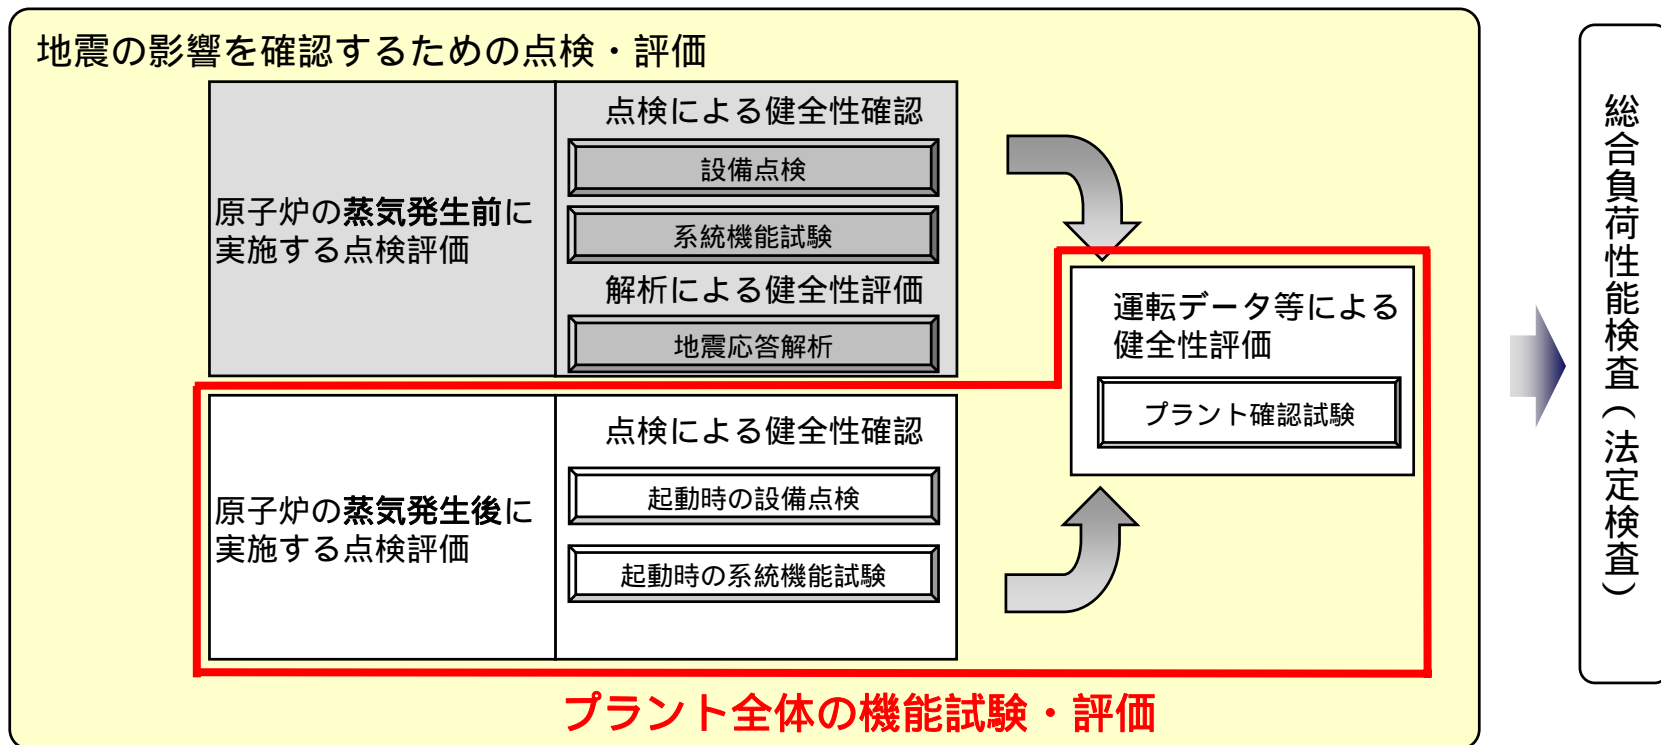 地震の影響を確認するための点検・評価
原子炉の蒸気発生前に
実施する点検評価
点検による健全性確認
設備点検
系統機能試験
解析による健全性評価
地震応答解析
原子炉の蒸気発生後に
実施する点検評価
点検による健全性確認
起動時の設備点検
起動時の系統機能試験
運転データ等による
健全性評価
プラント確認試験
プラント全体の機能試験・評価
総合負荷性能検査(法定検査)